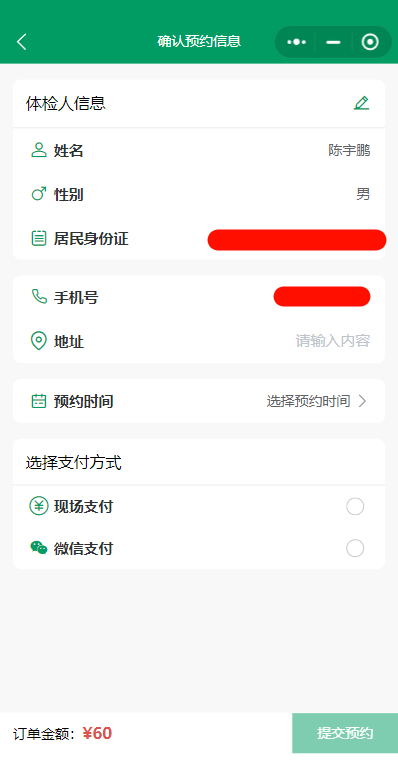 确认预约信息
体检人信息
姓名 陈宇鹏
性别 男
居民身份证
手机号
地址 请输入内容
预约时间 选择预约时间
选择支付方式
现场支付
微信支付
订单金额：¥60 提交预约